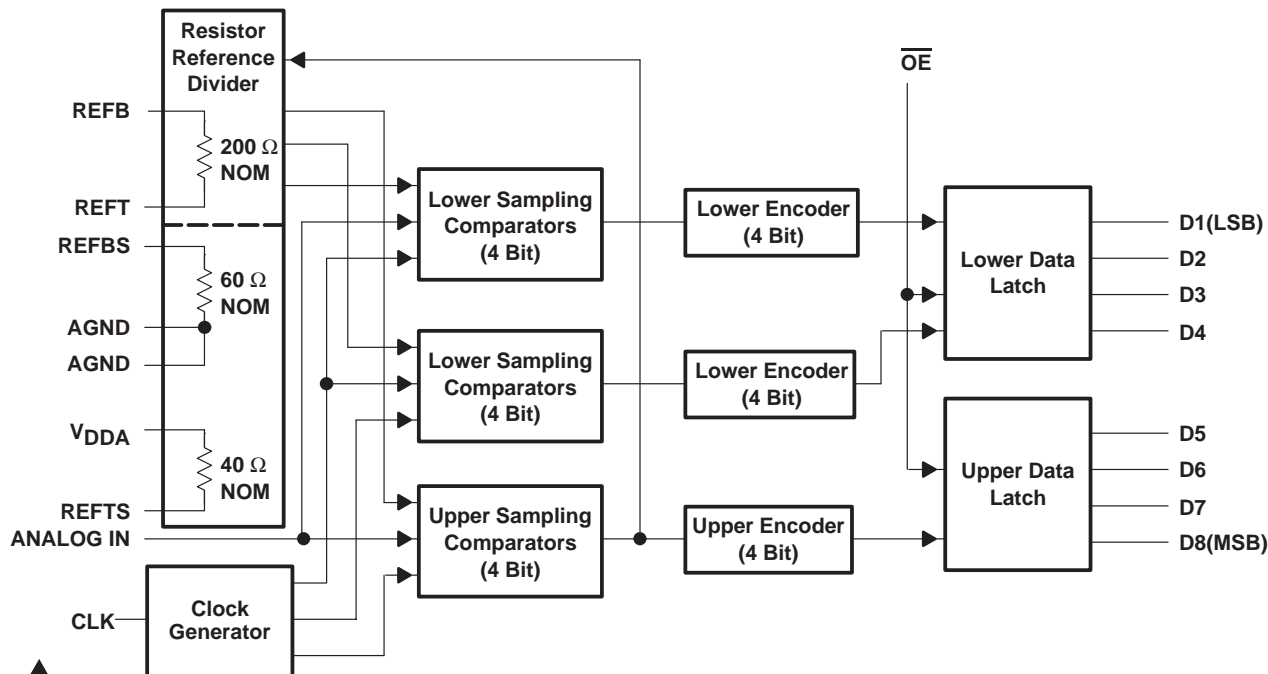 Resistor
Reference
Divider
OE
REFB
200 Ω
NOM
REFT
REFBS
60 Ω
NOM
AGND
AGND
VDDA
40 Ω
NOM
REFTS
ANALOG IN
CLK
Clock
Generator
Lower Sampling
Comparators
(4 Bit)
Lower Encoder
(4 Bit)
Lower Data
Latch
D1(LSB)
D2
D3
D4
Lower Sampling
Comparators
(4 Bit)
Lower Encoder
(4 Bit)
Upper Sampling
Comparators
(4 Bit)
Upper Encoder
(4 Bit)
Upper Data
Latch
D5
D6
D7
D8(MSB)